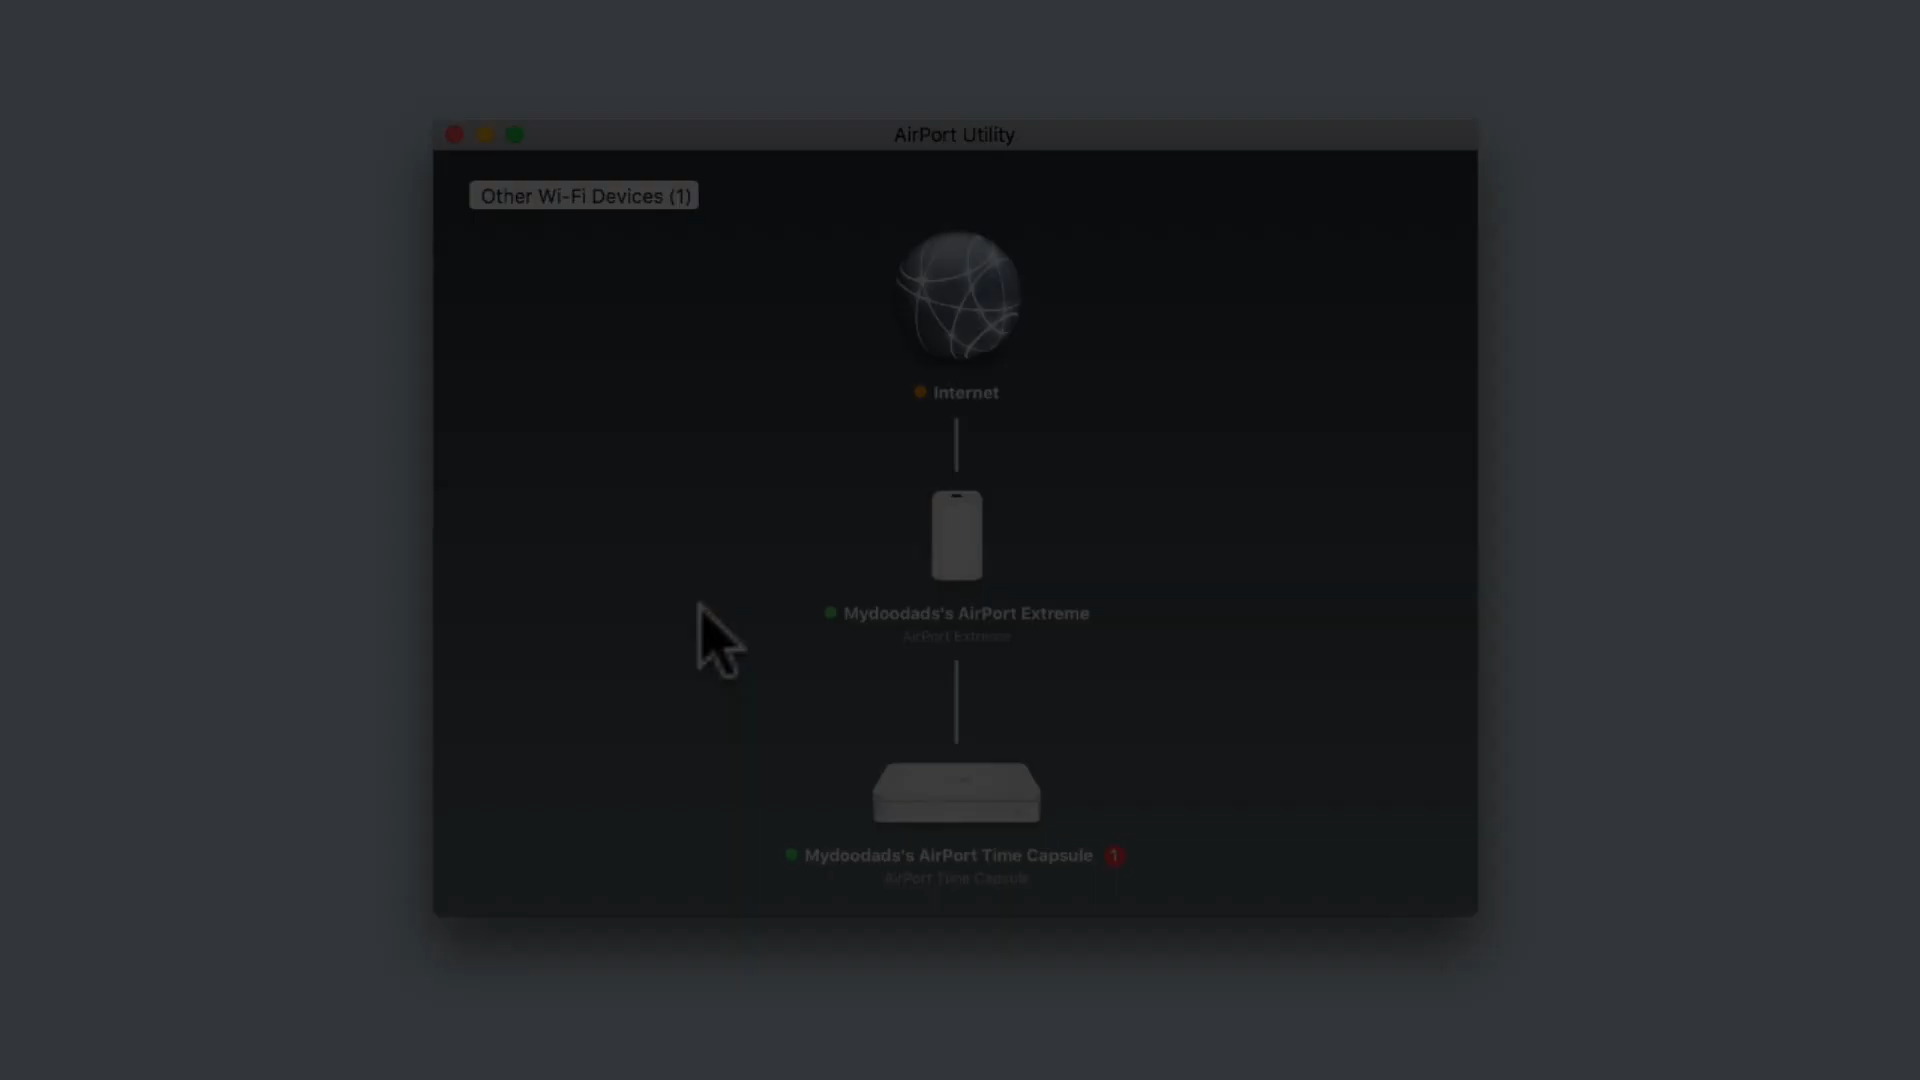 AirPort Utility
Other Wi-Fi Devices (1)
Internet
Mydoodads's AirPort Extreme
AirPort Extreme
Mydoodads's AirPort Time Capsule 1
AirPort Time Capsule